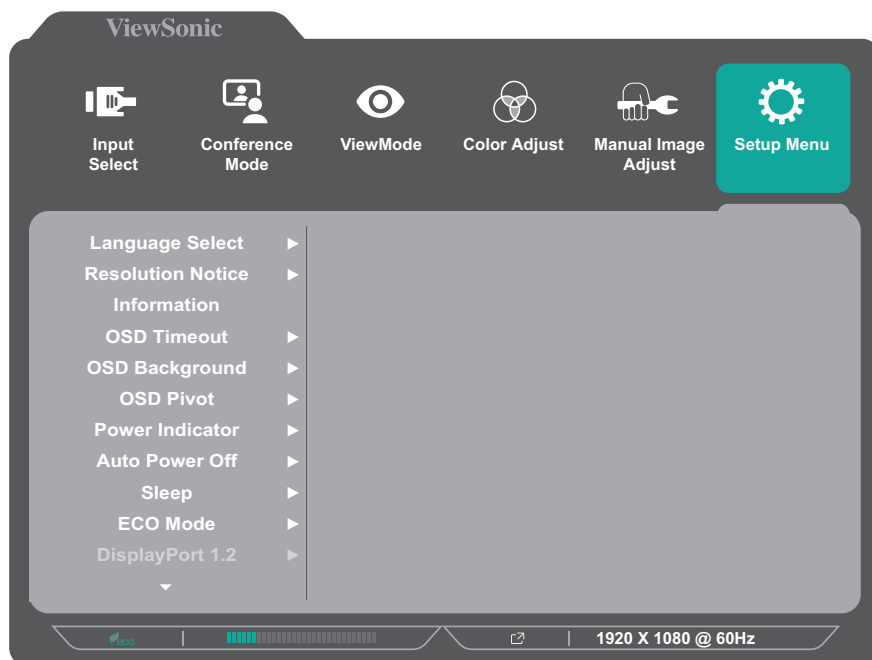 ViewSonic
Input Select
Conference Mode
ViewMode
Color Adjust
Manual Image Adjust
Setup Menu
Language Select
Resolution Notice
Information
OSD Timeout
OSD Background
OSD Pivot
Power Indicator
Auto Power Off
Sleep
ECO Mode
DisplayPort 1.2
eco
1920 X 1080 @ 60Hz